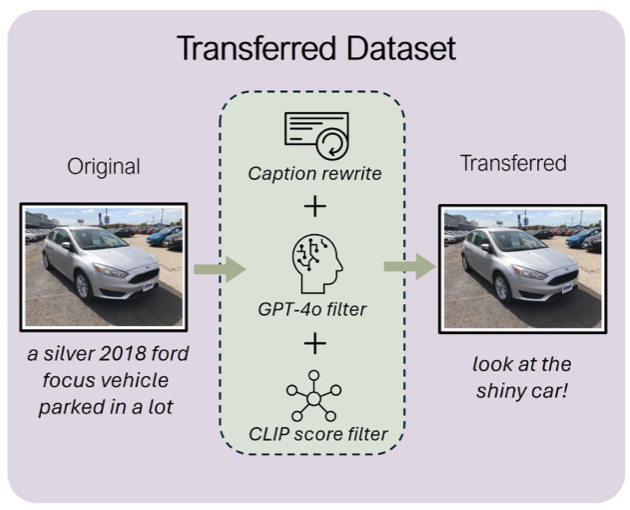 Transferred Dataset
Original
a silver 2018 ford
focus vehicle
parked in a lot
Caption rewrite
+
GPT-4o filter
+
CLIP score filter
Transferred
look at the
shiny car!